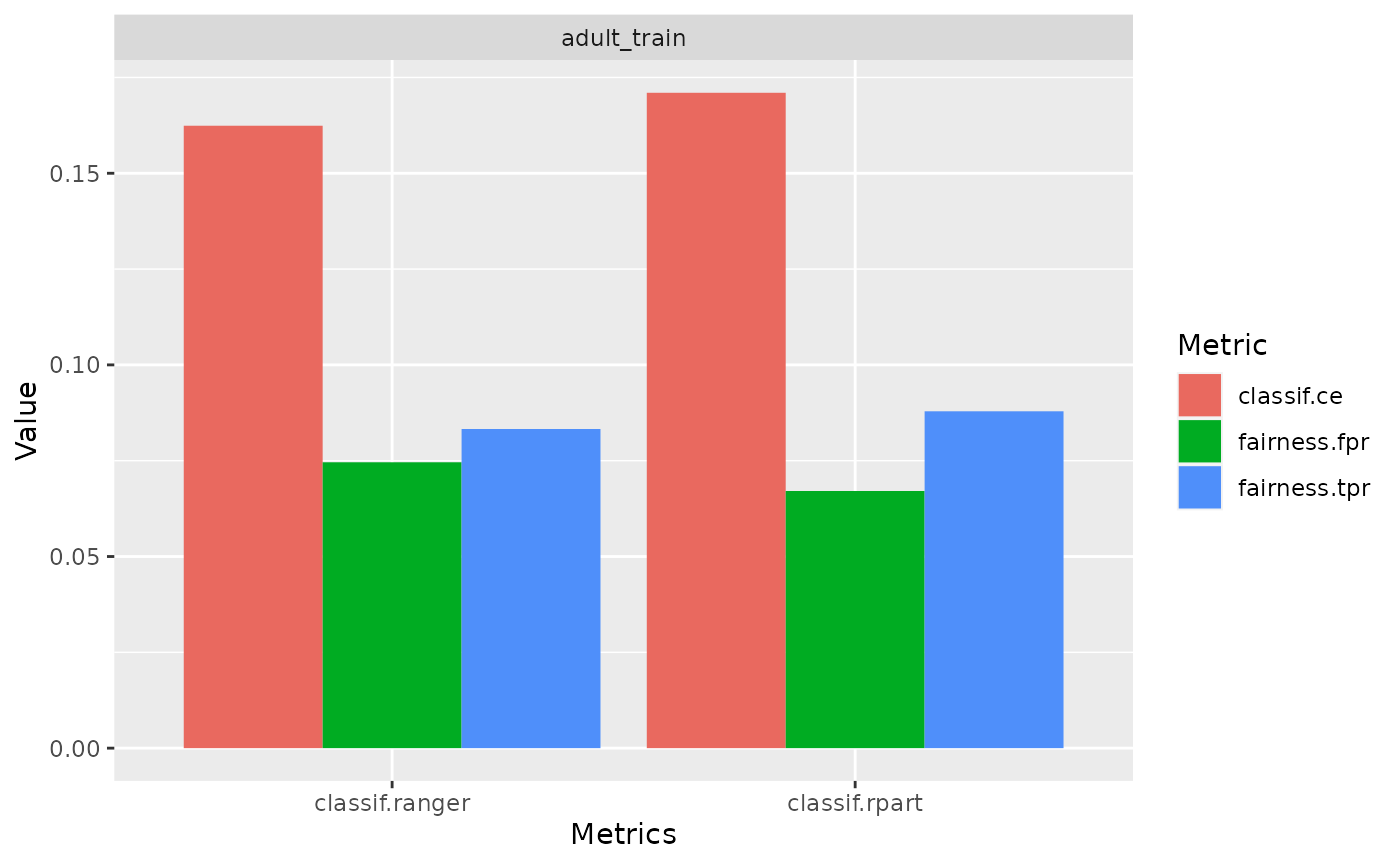 adult_train
0.15
0.10
0.05
0.00
Value
classif.ranger
classif.rpart
Metrics
Metric
classif.ce
fairness.fpr
fairness.tpr